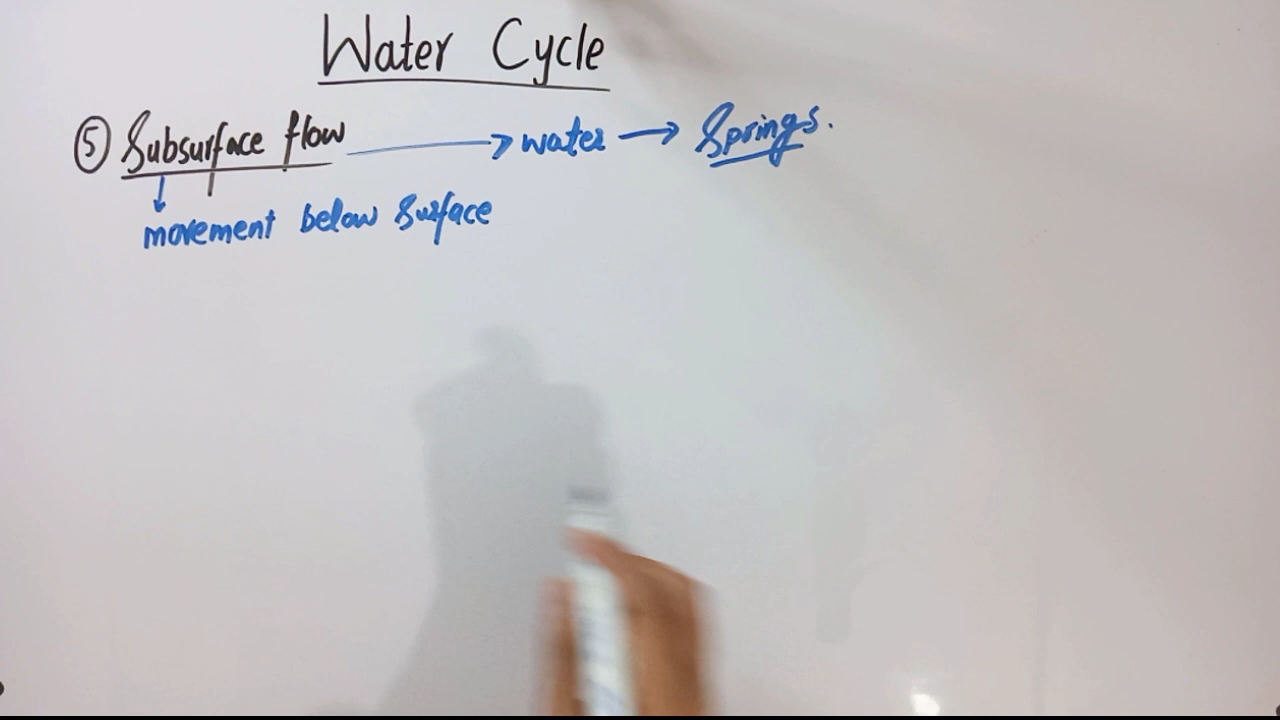 Water Cycle
⑤ Subsurface flow → water → Springs.
↓
movement below surface